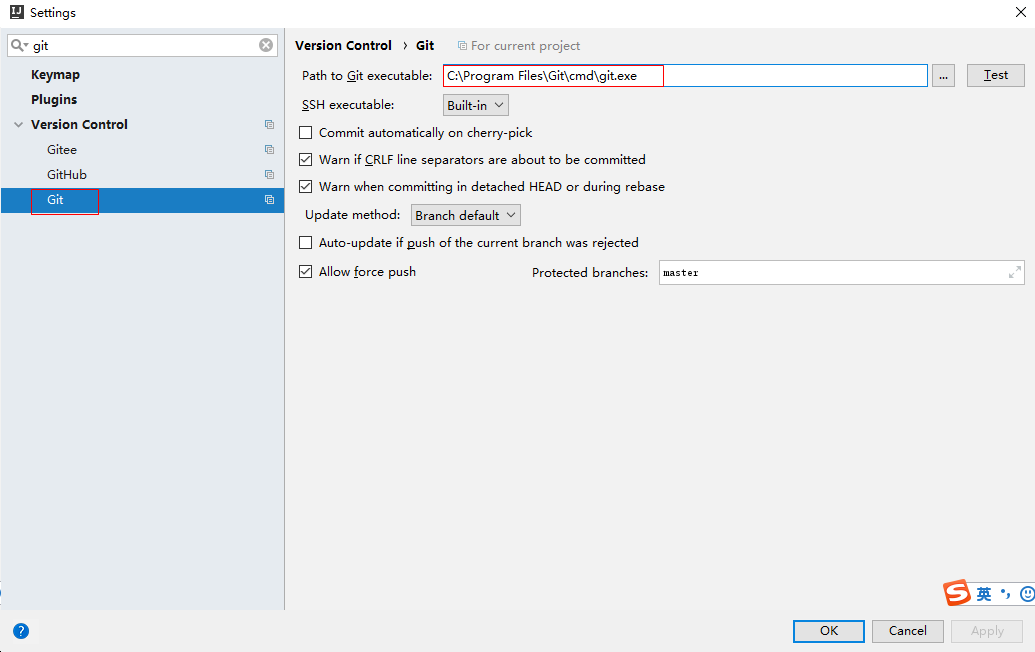 IJ Settings
git
Keymap
Plugins
Version Control
Gitee
GitHub
Git
Version Control › Git For current project
Path to Git executable: C:\Program Files\Git\cmd\git.exe ... Test
SSH executable: Built-in
Commit automatically on cherry-pick
Warn if CRLF line separators are about to be committed
Warn when committing in detached HEAD or during rebase
Update method: Branch default
Auto-update if push of the current branch was rejected
Allow force push Protected branches: master
S 英 •,
? OK Cancel Apply